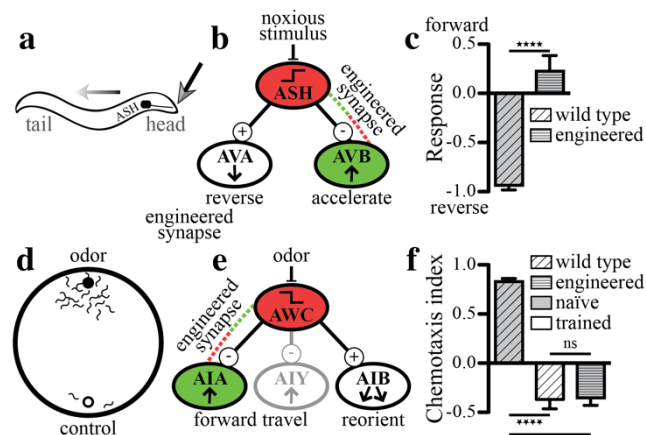 a
ASH
tail
head
b
noxious
stimulus
ASH
engineered
synapse
+
-
AVA
AVB
reverse
accelerate
engineered
synapse
c
forward
****
0.5
0.0
-0.5
-1.0
Response
reverse
wild type
engineered
d
odor
control
e
odor
AWC
engineered
synapse
-
-
+
AIA
AIY
AIB
forward travel
reorient
f
1.0
0.5
0.0
-0.5
Chemotaxis index
wild type
engineered
naïve
trained
ns
****